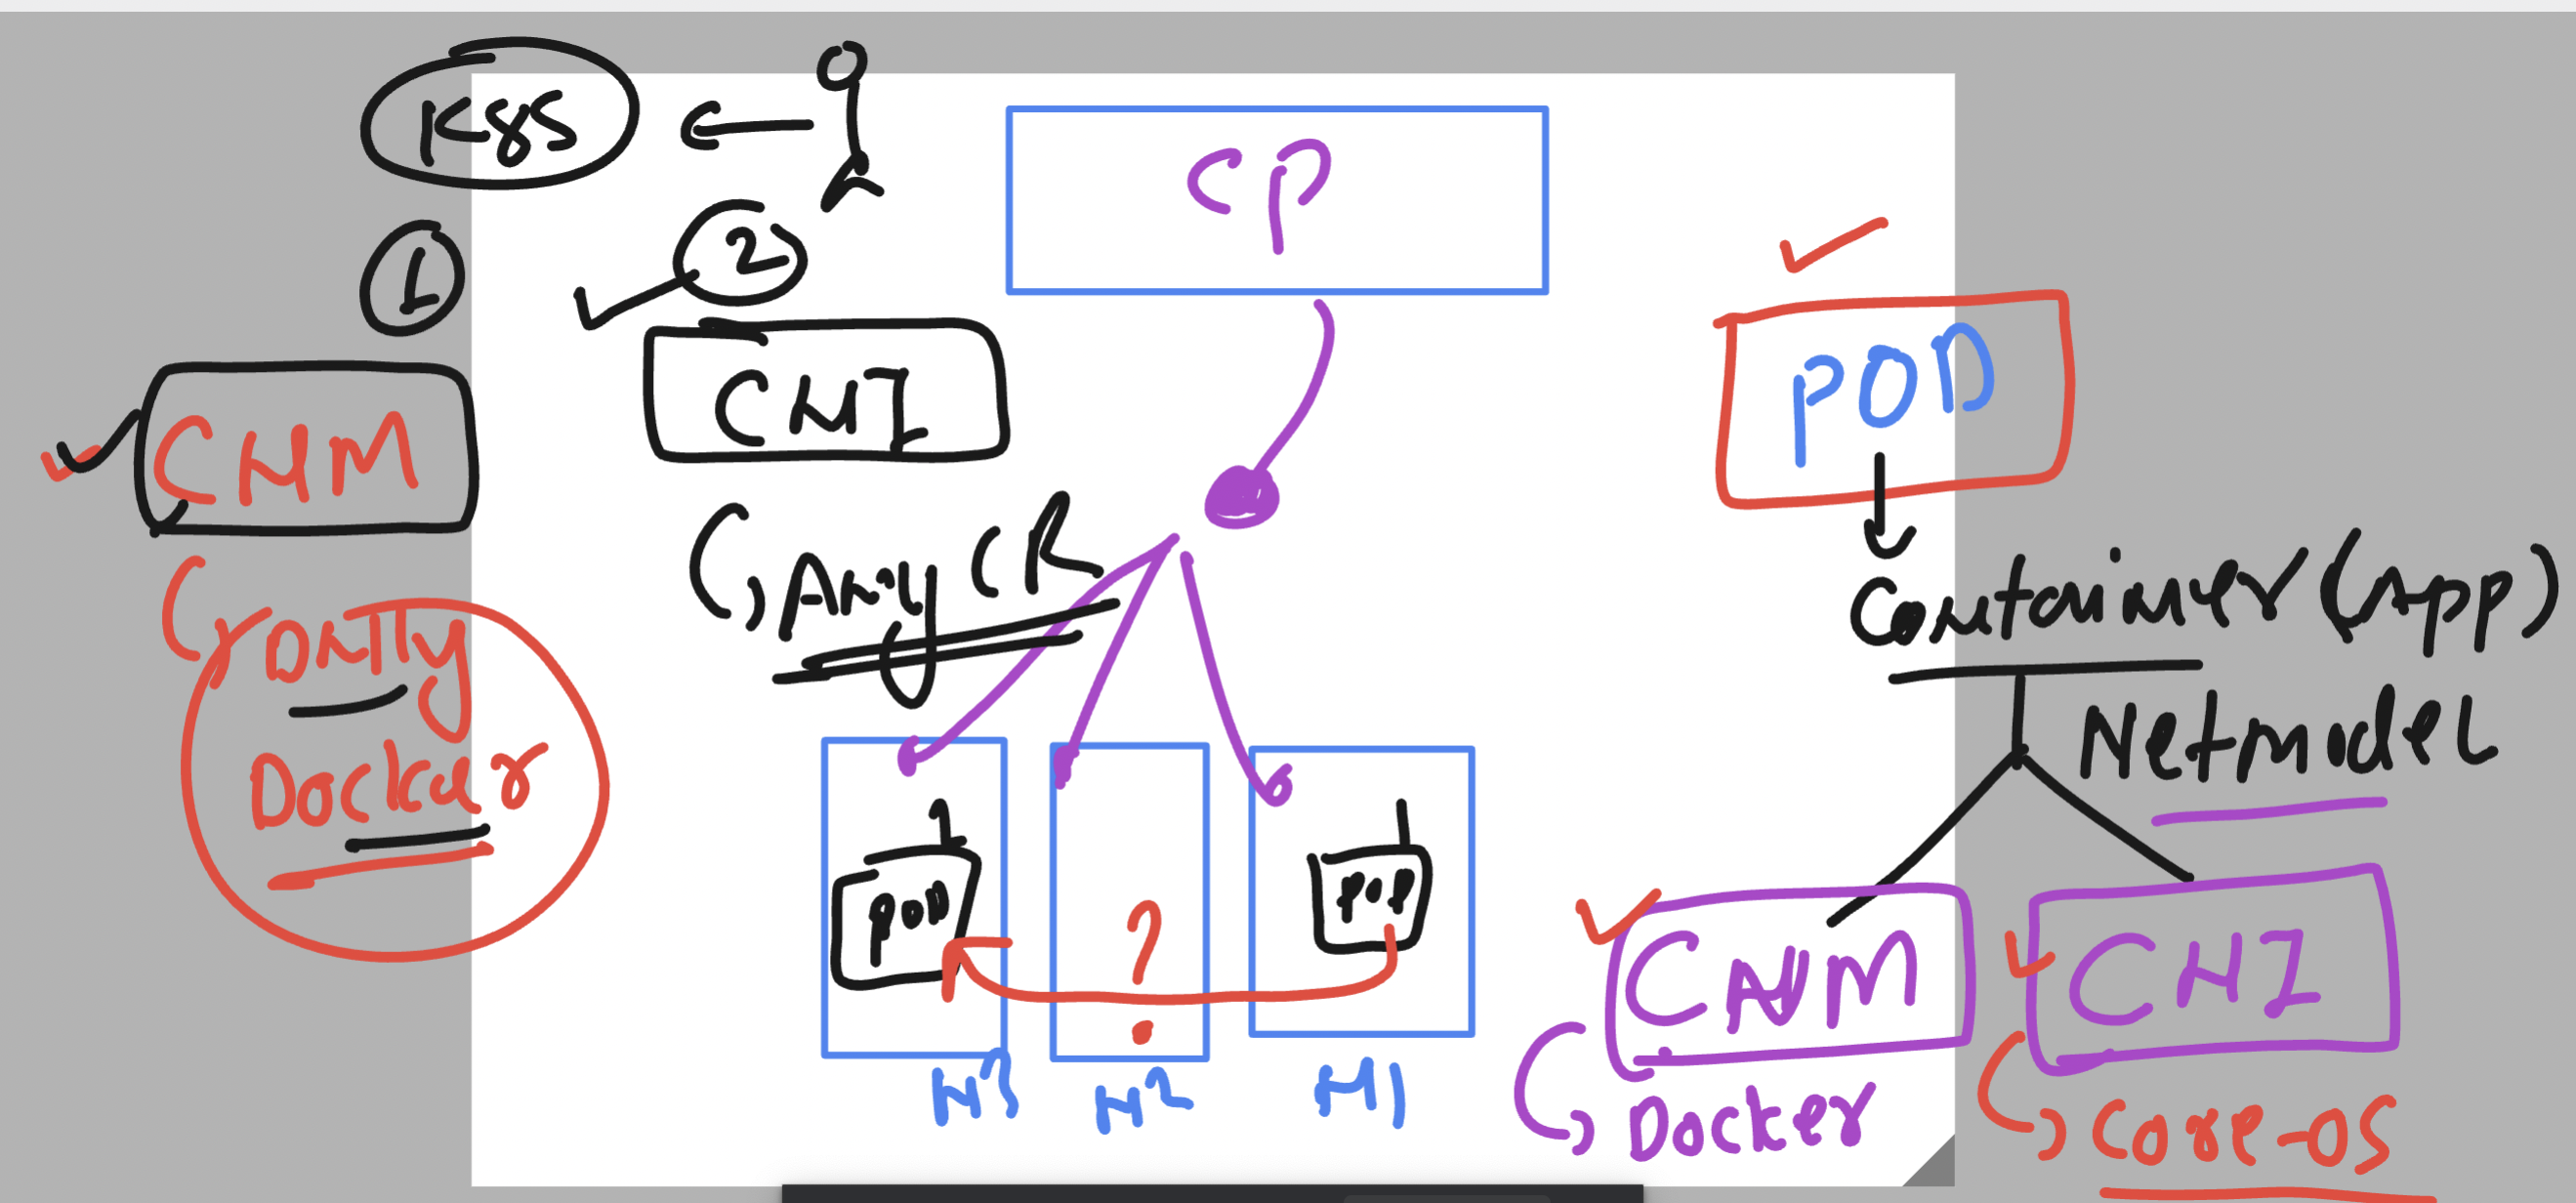 K8S
CP
1
2
CNM
CNI
POD
Only
Docker
Any CR
Container (App)
Netmodel
POD
?
POD
N3
N2
N1
CNM
CNI
Docker
Core-OS